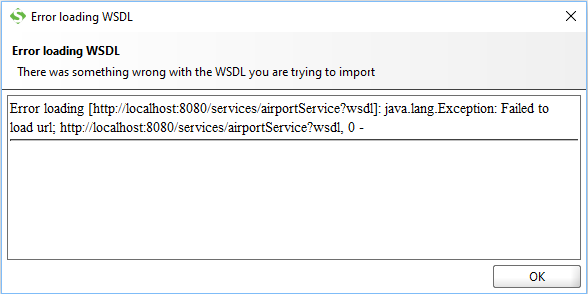 Error loading WSDL
Error loading WSDL
There was something wrong with the WSDL you are trying to import
Error loading [http://localhost:8080/services/airportService?wsdl]: java.lang.Exception: Failed to
load url; http://localhost:8080/services/airportService?wsdl, 0 -
OK